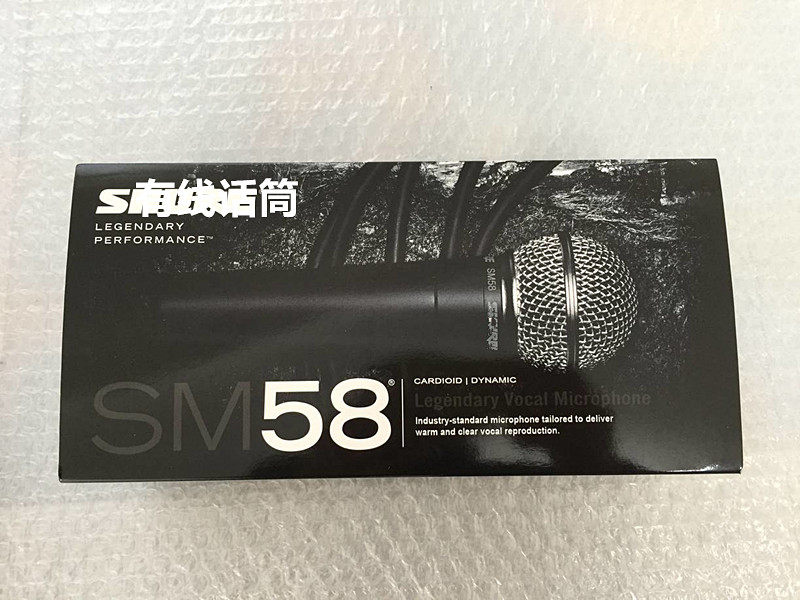 有线话筒
LEGENDARY
PERFORMANCE™
SM58
SM58®
CARDIOID | DYNAMIC
Legendary Vocal Microphone
Industry-standard microphone tailored to deliver
warm and clear vocal reproduction.